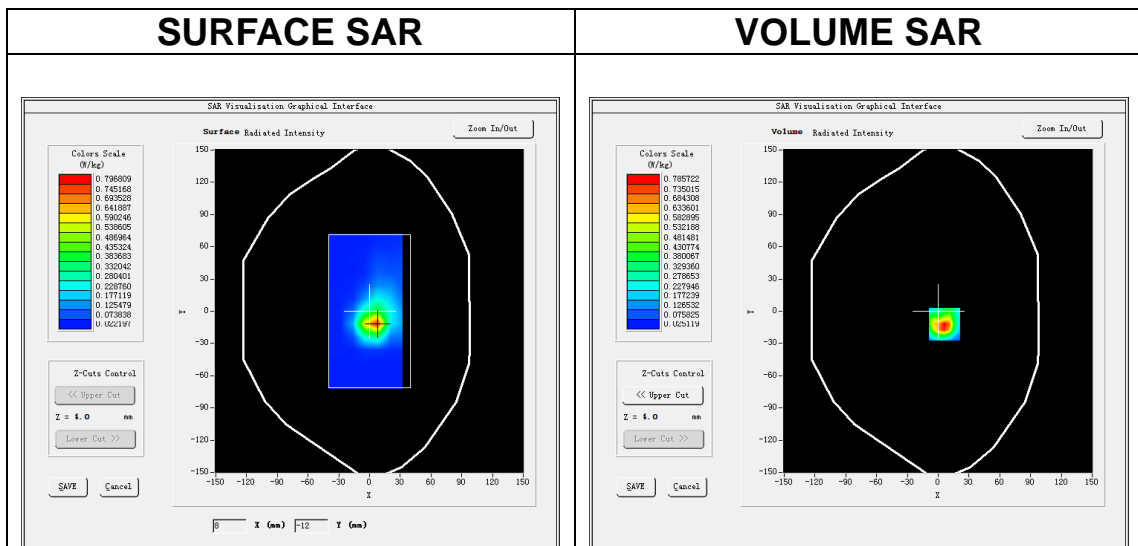 SURFACE SAR
VOLUME SAR
SAR Visualisation Graphical Interface
Surface Radiated Intensity
Zoom In/Out
Colors Scale
(W/kg)
0.796809
0.745168
0.693528
0.641887
0.590246
0.538605
0.486964
0.435324
0.383683
0.332042
0.280401
0.228760
0.177119
0.125479
0.073838
0.022197
Z-Cuts Control
<< Upper Cut
Z = 4.0 mm
Lower Cut >>
SAVE
Cancel
150
120
90
60
30
0
-30
-60
-90
-120
-150
Y
-150 -120 -90 -60 -30 0 30 60 90 120 150
X
8 X (mm) -12 Y (mm)
SAR Visualisation Graphical Interface
Volume Radiated Intensity
Zoom In/Out
Colors Scale
(W/kg)
0.785722
0.735015
0.684308
0.633601
0.582895
0.532188
0.481481
0.430774
0.380067
0.329360
0.278653
0.227946
0.177239
0.126532
0.075825
0.025119
Z-Cuts Control
<< Upper Cut
Z = 4.0 mm
Lower Cut >>
SAVE
Cancel
150
120
90
60
30
0
-30
-60
-90
-120
-150
Y
-150 -120 -90 -60 -30 0 30 60 90 120 150
X